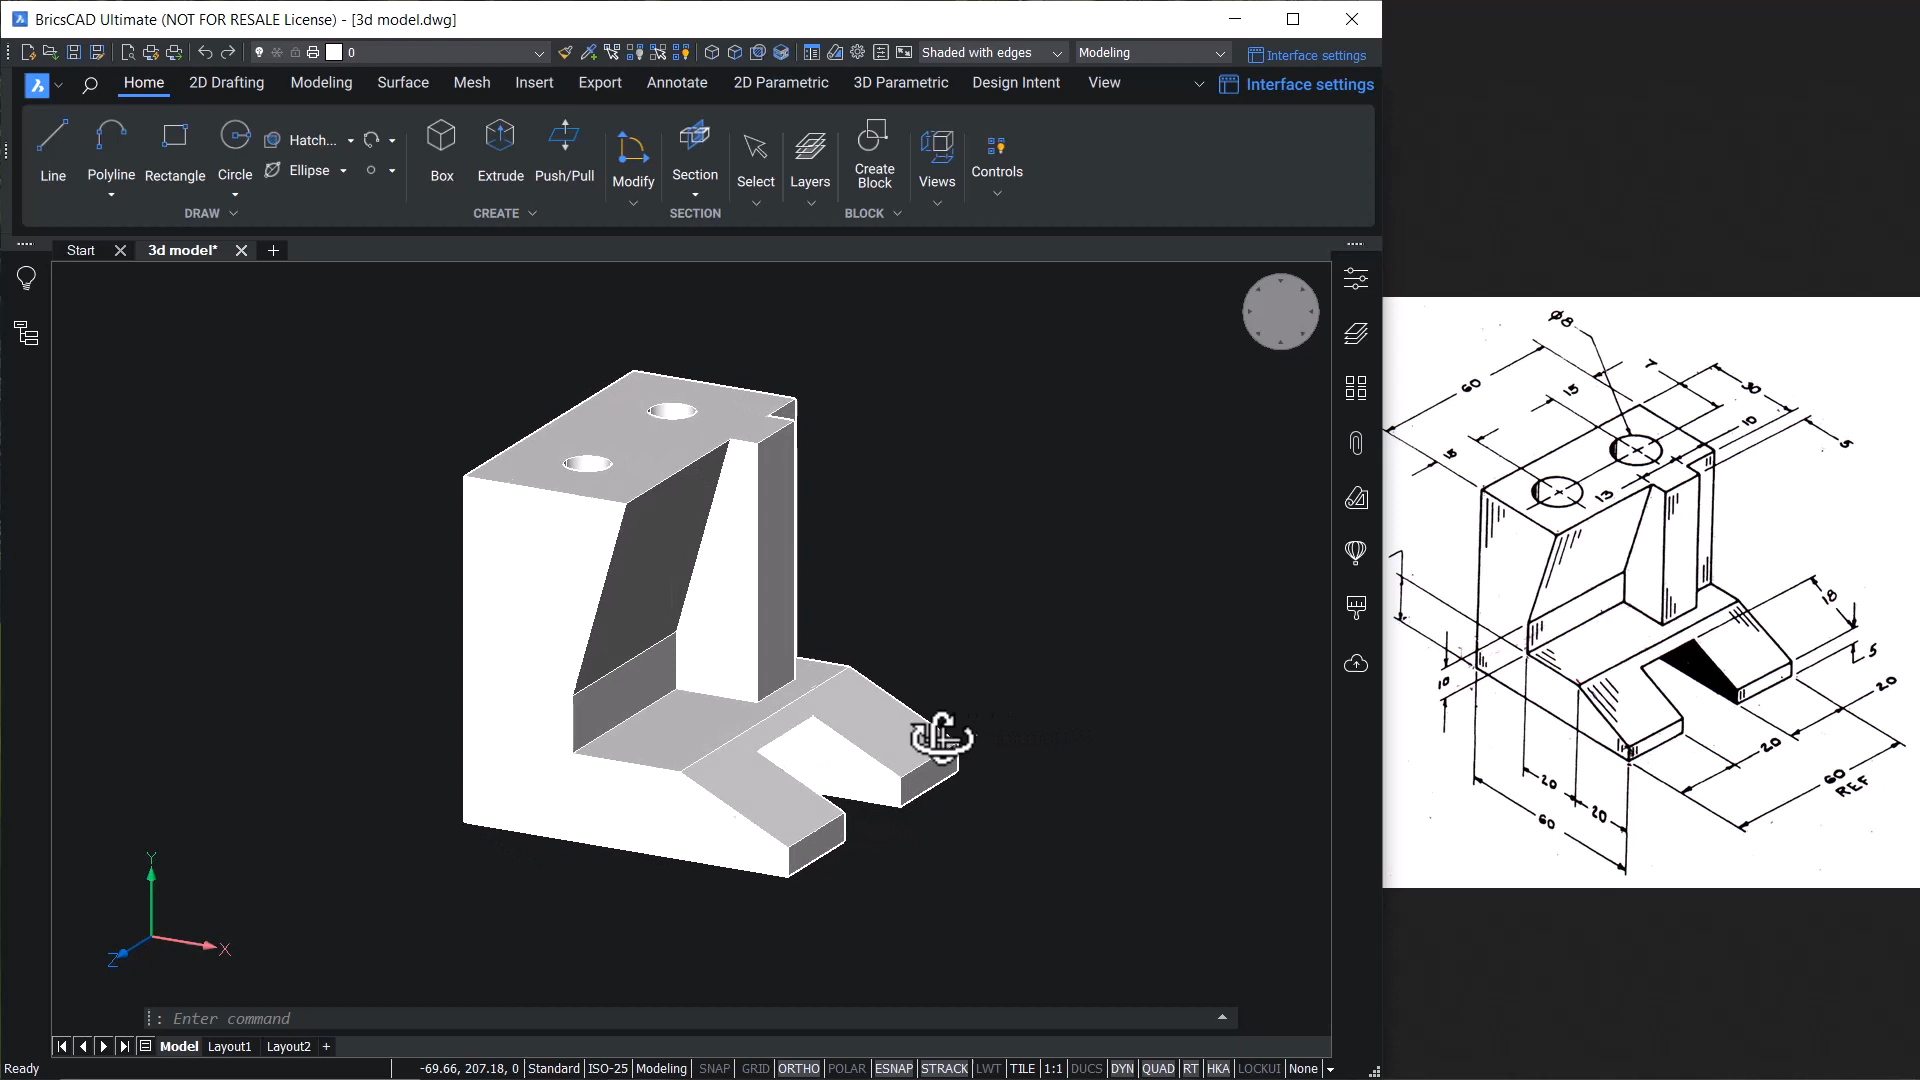 BricsCAD Ultimate (NOT FOR RESALE License) - [3d model.dwg]
0
Shaded with edges
Modeling
Interface settings
Home 2D Drafting Modeling Surface Mesh Insert Export Annotate 2D Parametric 3D Parametric Design Intent View
Interface settings
Line Polyline Rectangle Circle Hatch... Ellipse
Box Extrude Push/Pull Modify Section Select Layers Create Block Views Controls
DRAW CREATE SECTION BLOCK
Start 3d model* +
ø8
60
15
7
30
10
5
15
13
18
5
10
20
20
60
REF
20
20
60
Y
X
Z
: Enter command
Model Layout1 Layout2 +
Ready
-69.66, 207.18, 0 Standard ISO-25 Modeling SNAP GRID ORTHO POLAR ESNAP STRACK LWT TILE 1:1 DUCS DYN QUAD RT HKA LOCKUI None